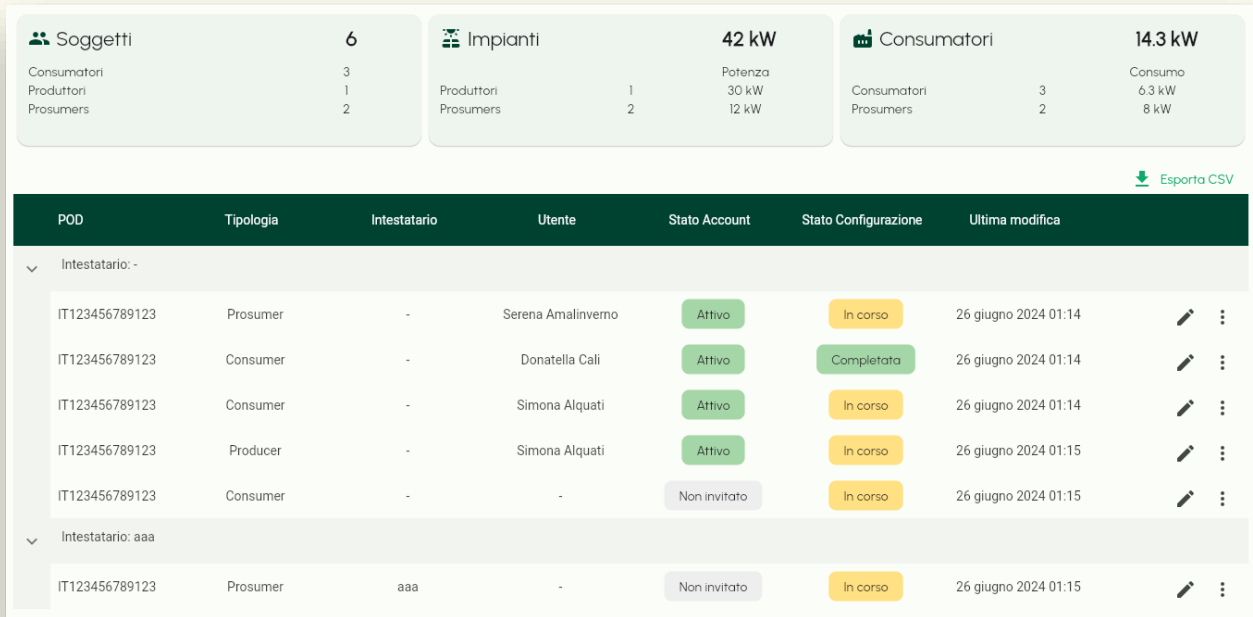 Soggetti 6
Consumatori 3
Produttori 1
Prosumers 2
Impianti 42 kW
Potenza
Produttori 1 30 kW
Prosumers 2 12 kW
Consumatori 14.3 kW
Consumo
Consumatori 3 6.3 kW
Prosumers 2 8 kW
Esporta CSV
POD Tipologia Intestatario Utente Stato Account Stato Configurazione Ultima modifica
Intestatario: -
IT123456789123 Prosumer - Serena Amalinverno Attivo In corso 26 giugno 2024 01:14
IT123456789123 Consumer - Donatella Cali Attivo Completata 26 giugno 2024 01:14
IT123456789123 Consumer - Simona Alquati Attivo In corso 26 giugno 2024 01:14
IT123456789123 Producer - Simona Alquati Attivo In corso 26 giugno 2024 01:15
IT123456789123 Consumer - - Non invitato In corso 26 giugno 2024 01:15
Intestatario: aaa
IT123456789123 Prosumer aaa - Non invitato In corso 26 giugno 2024 01:15